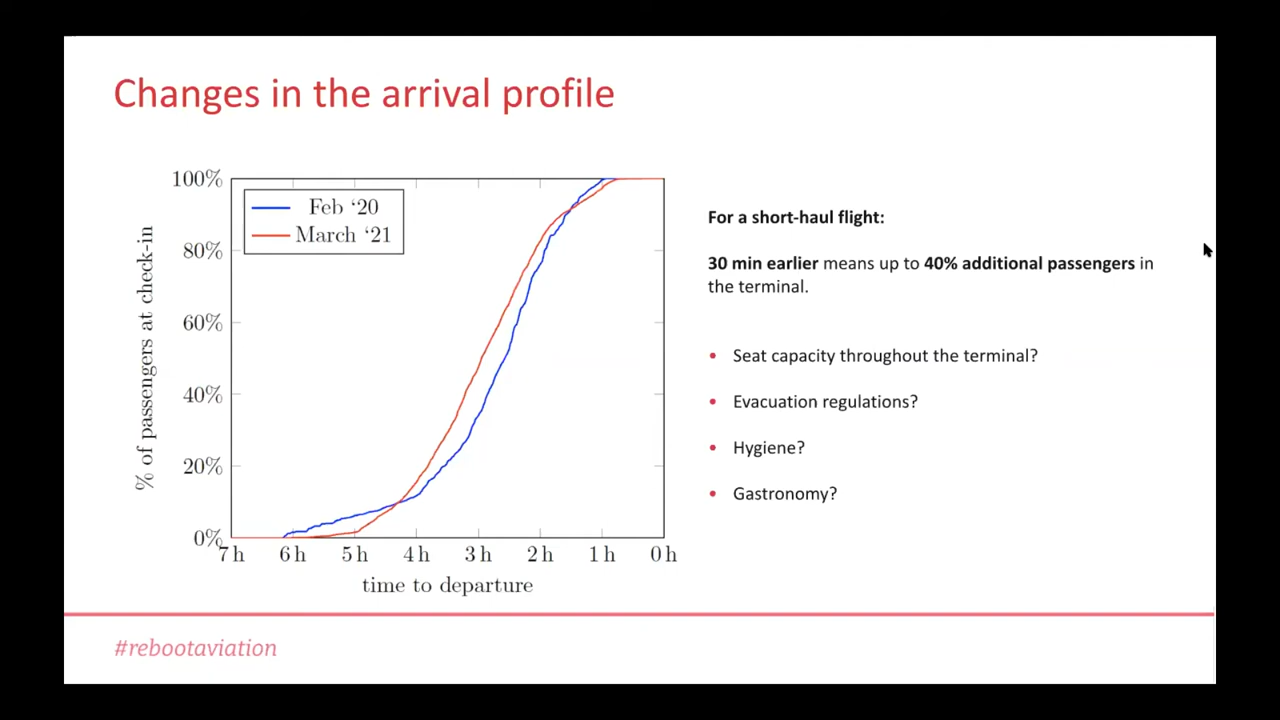 Changes in the arrival profile
100%
80%
60%
40%
20%
0%
% of passengers at check-in
Feb ‘20
March ‘21
7 h 6 h 5 h 4 h 3 h 2 h 1 h 0 h
time to departure
For a short-haul flight:
30 min earlier means up to 40% additional passengers in
the terminal.
• Seat capacity throughout the terminal?
• Evacuation regulations?
• Hygiene?
• Gastronomy?
#rebootaviation